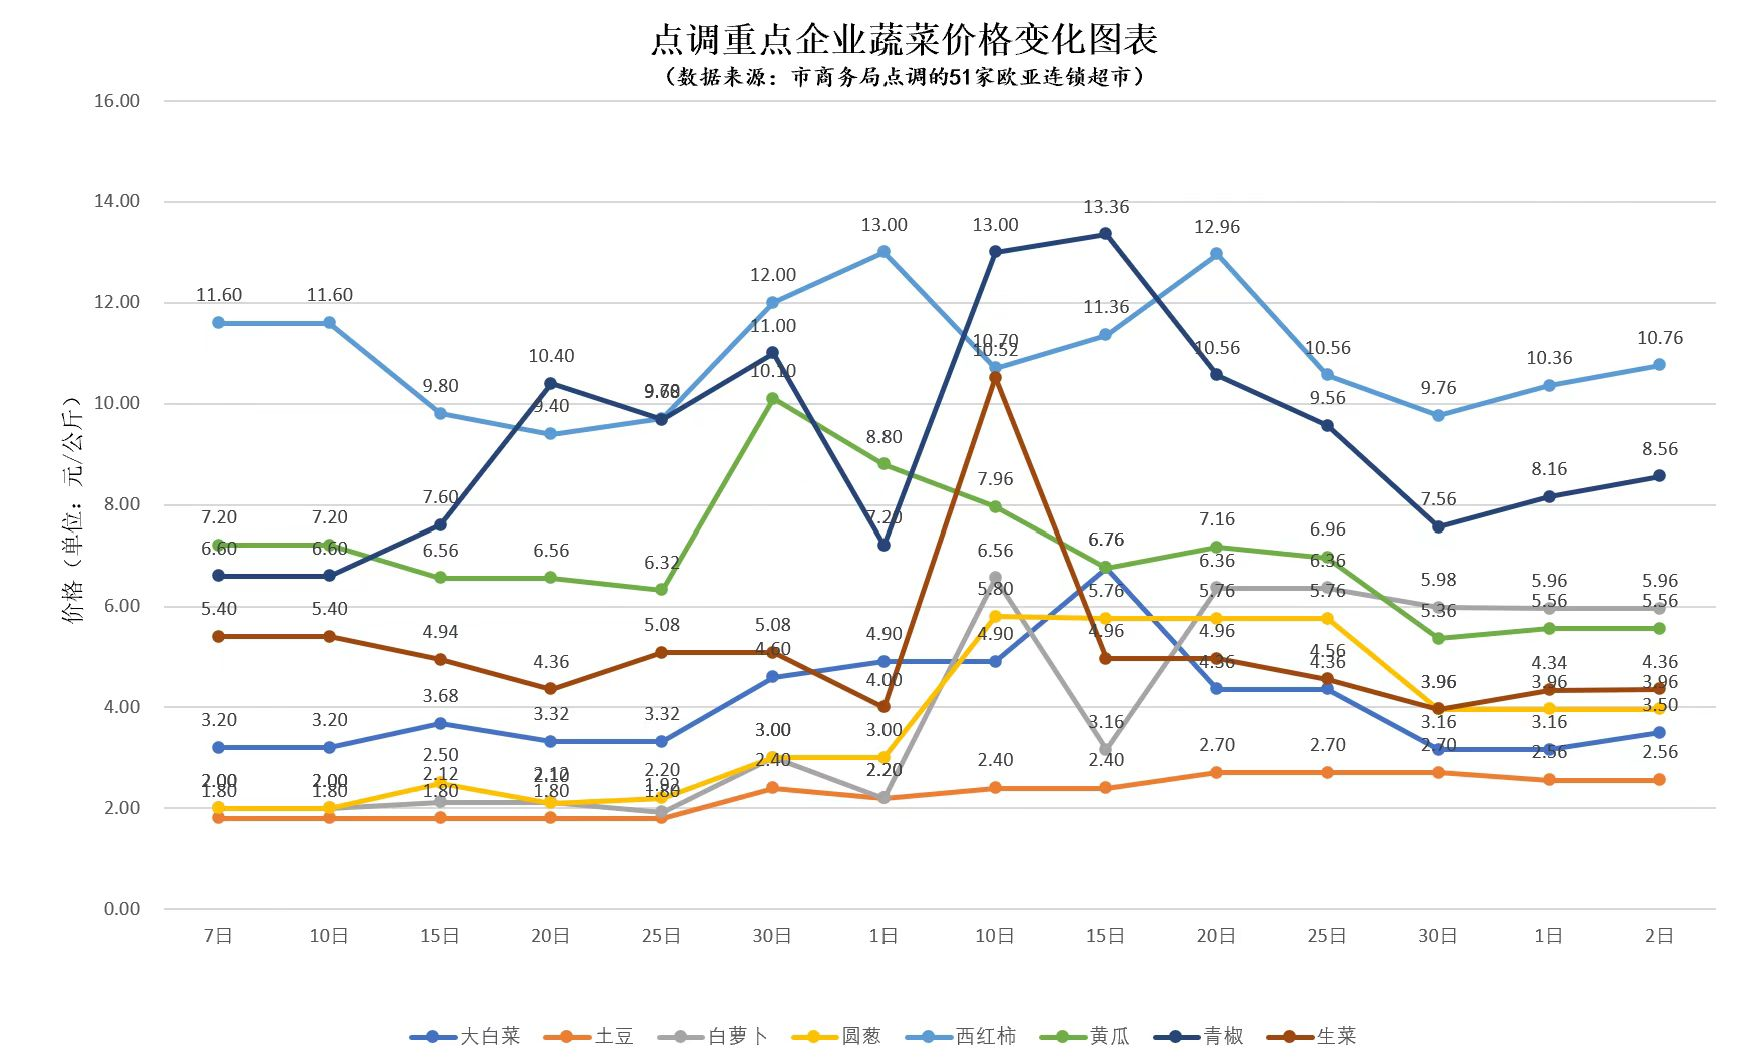 点调重点企业蔬菜价格变化图表
（数据来源：市商务局点调的51家欧亚连锁超市）
价格（单位：元/公斤）
16.00
14.00
12.00
10.00
8.00
6.00
4.00
2.00
0.00
13.36
13.00 13.00 12.96
11.60 11.60 12.00 11.36
11.00 10.70 10.52 10.56 10.56 10.36 10.76
9.80 10.40 9.40 9.70 9.68 10.10 9.56 9.76
8.80 7.96 8.16 8.56
7.20 7.20 7.60 7.20 7.16 6.96 7.56
6.60 6.60 6.56 6.56 6.32 6.56 6.76 6.36 6.36
5.80 5.76 5.76 5.76 5.98 5.36 5.96 5.56 5.96 5.56
5.40 5.40 4.94 4.36 5.08 5.08 4.60 4.90 4.90 4.96 4.96 4.36 4.56 4.36
4.00 3.96 4.34 3.96 4.36 3.96
3.20 3.20 3.68 3.32 3.32 3.00 3.00 3.16 3.16 3.16 3.50
2.50 2.12 2.12 2.10 2.20 1.92 2.40 2.20 2.40 2.40 2.70 2.70 2.70 2.56 2.56
2.00 2.00
1.80 1.80 1.80 1.80 1.80
7日 10日 15日 20日 25日 30日 1日 10日 15日 20日 25日 30日 1日 2日
大白菜 土豆 白萝卜 圆葱 西红柿 黄瓜 青椒 生菜